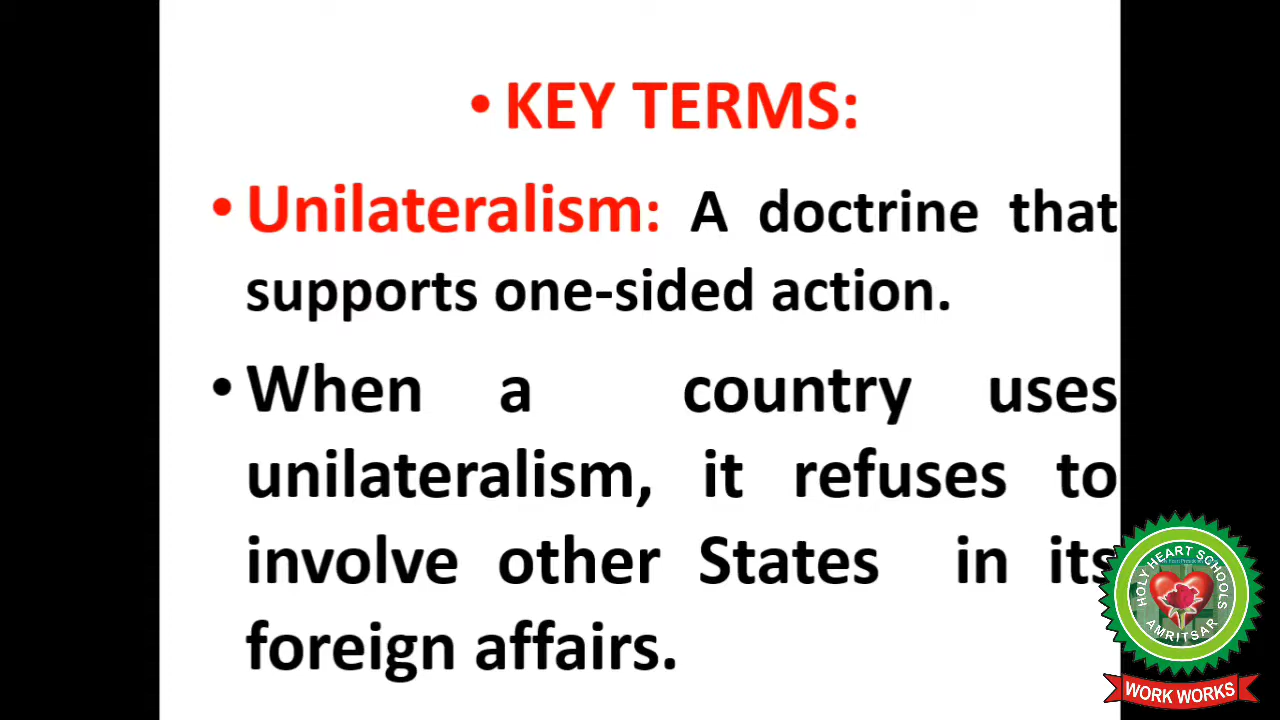 • KEY TERMS:
• Unilateralism: A doctrine that
supports one-sided action.
• When a country uses
unilateralism, it refuses to
involve other States in its
foreign affairs.
HOLY HEART SCHOOLS
AMRITSAR
WORK WORKS